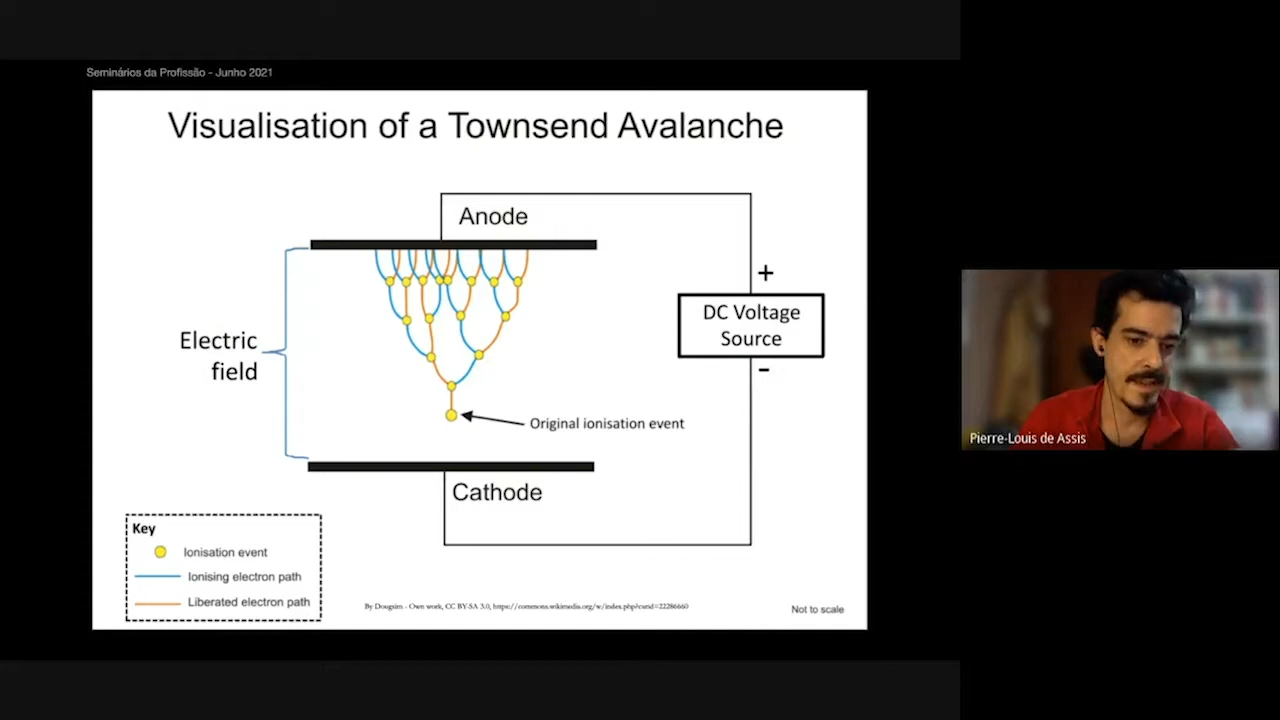 Seminários da Profissão - Junho 2021
Visualisation of a Townsend Avalanche
Anode
+
DC Voltage
Source
-
Electric
field
Original ionisation event
Pierre-Louis de Assis
Cathode
Key
Ionisation event
Ionising electron path
Liberated electron path
By Dougsim - Own work, CC BY-SA 3.0, https://commons.wikimedia.org/w/index.php?curid=22286660
Not to scale